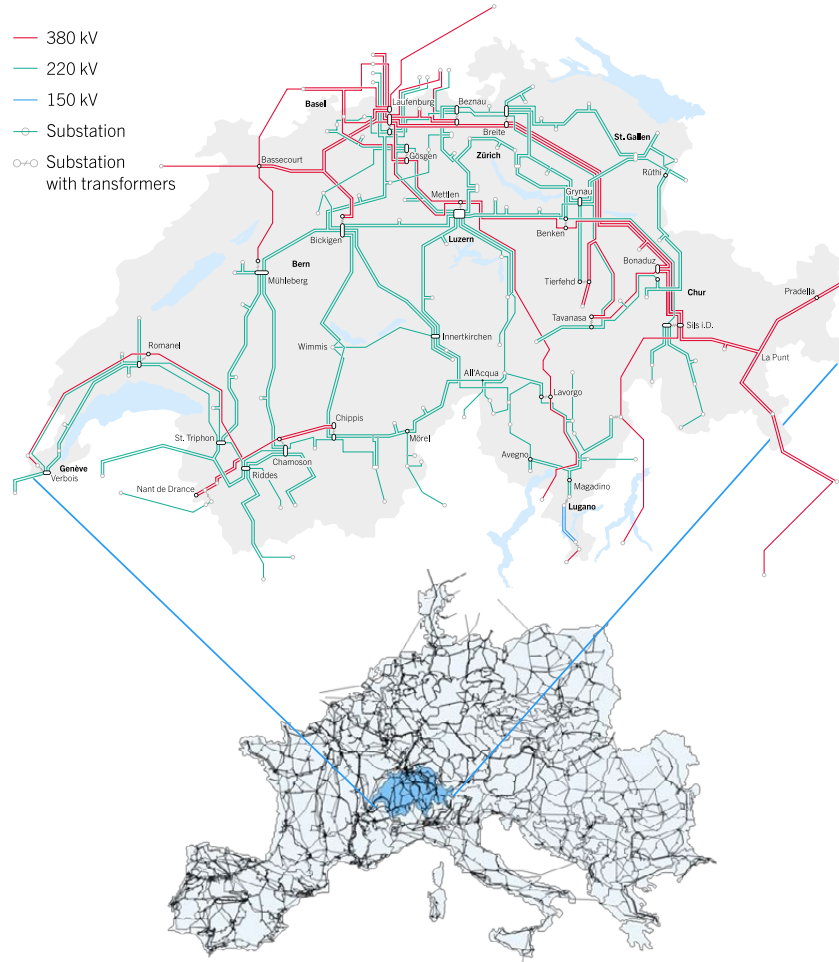 380 kV
220 kV
150 kV
Substation
Substation
with transformers
Basel
Laufenburg
Beznau
Breite
St. Gallen
Bassecourt
Gösgen
Zürich
Rüthi
Mettlen
Grynau
Bickigen
Luzern
Benken
Bern
Mühleberg
Bonaduz
Tierfehd
Chur
Pradella
Tavanasa
Sils i.D.
Romanel
Wimmis
Innertkirchen
La Punt
All'Acqua
Lavorgo
Chippis
St. Triphon
Mörel
Avegno
Genève
Verbois
Riddes
Chamoson
Nant de Drance
Magadino
Lugano